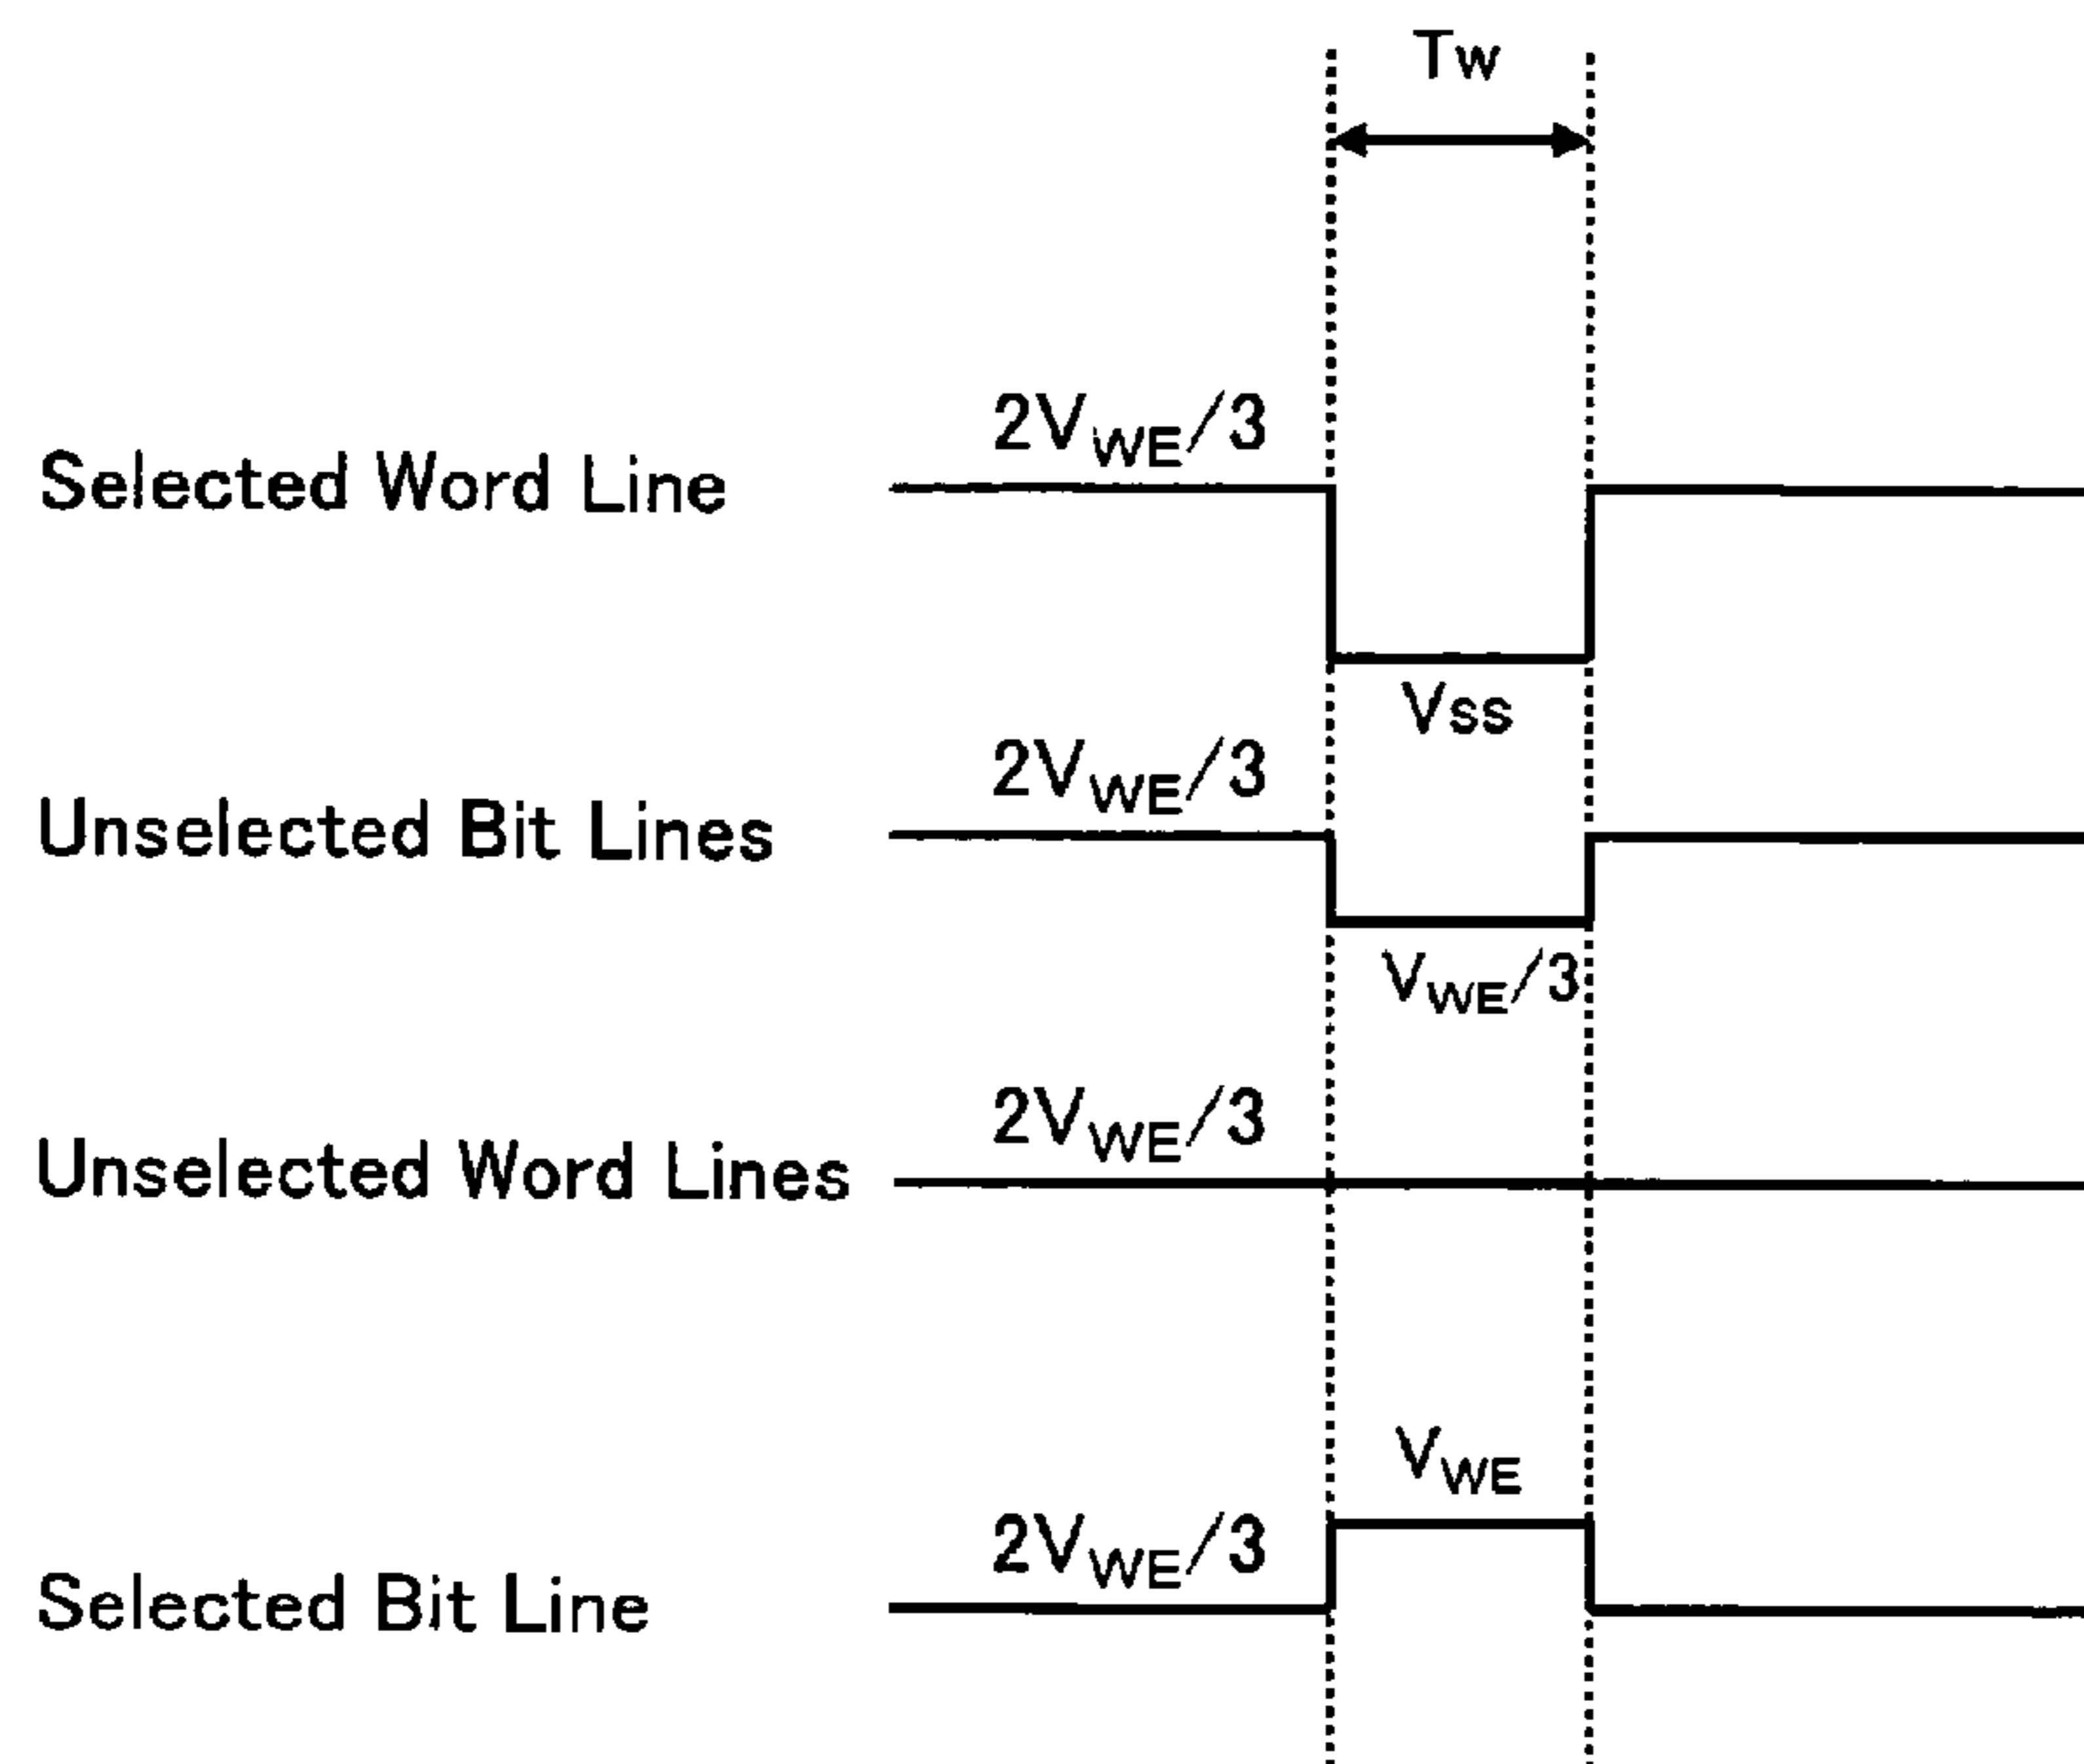 Tw
2VWE/3
Selected Word Line
Vss
2VWE/3
Unselected Bit Lines
VWE/3
2VWE/3
Unselected Word Lines
VWE
2VWE/3
Selected Bit Line